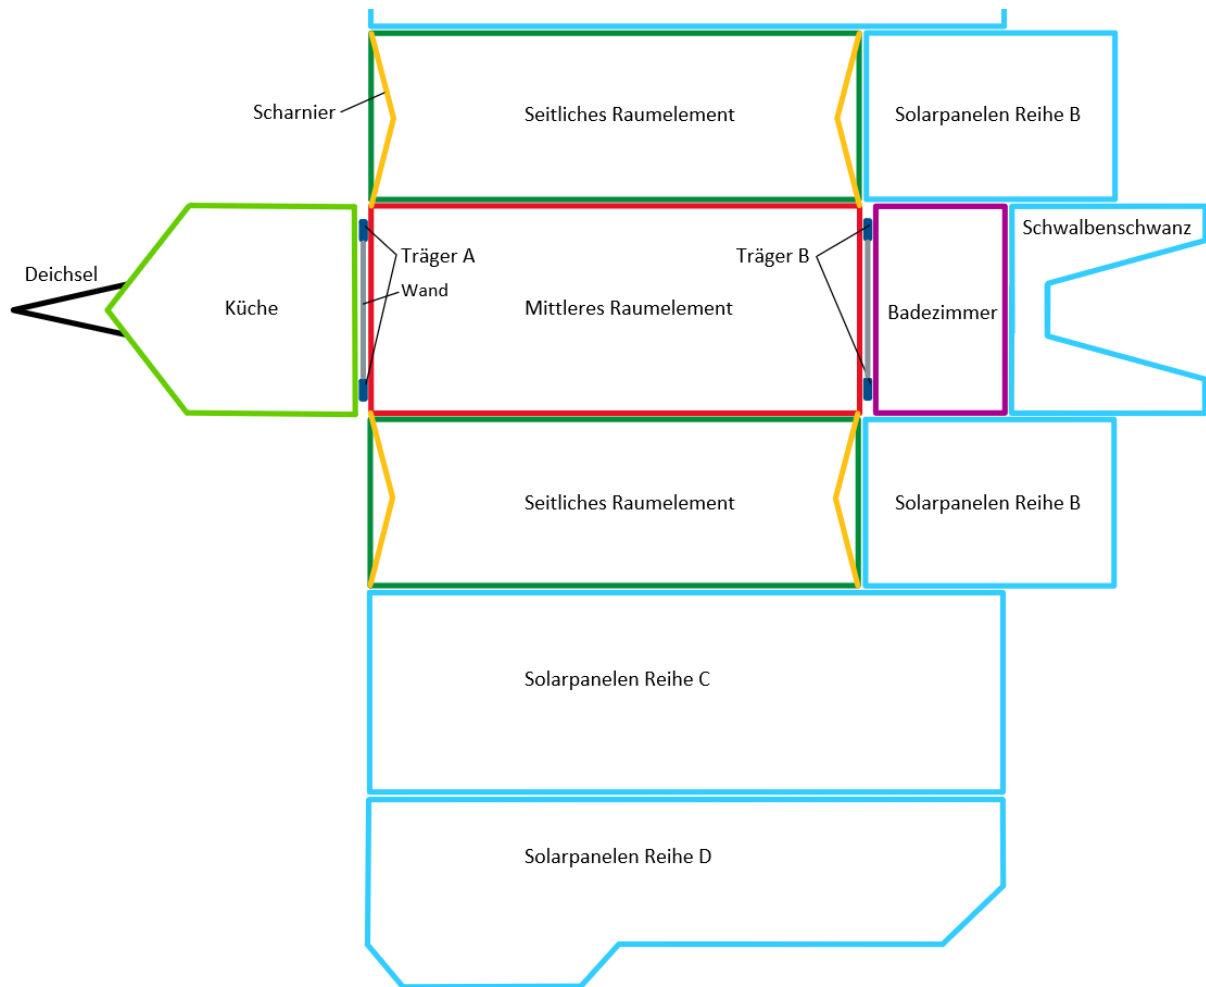 Scharnier
Seitliches Raumelement
Solarpanelen Reihe B
Deichsel
Küche
Träger A
Wand
Mittleres Raumelement
Träger B
Badezimmer
Schwalbenschwanz
Seitliches Raumelement
Solarpanelen Reihe B
Solarpanelen Reihe C
Solarpanelen Reihe D